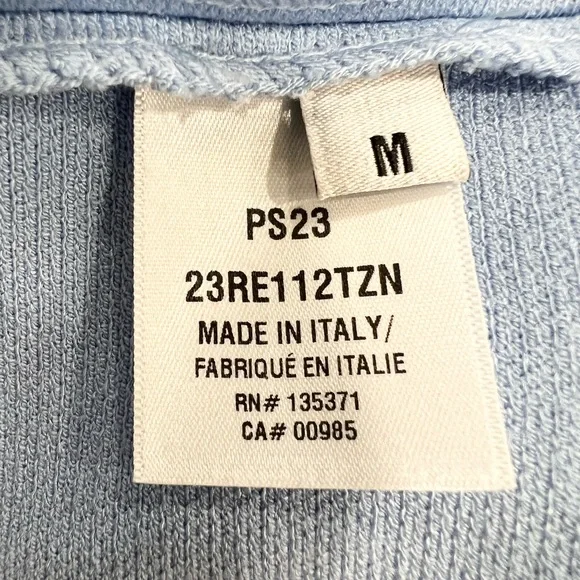 M
PS23
23RE112TZN
MADE IN ITALY/
FABRIQUÉ EN ITALIE
RN# 135371
CA# 00985